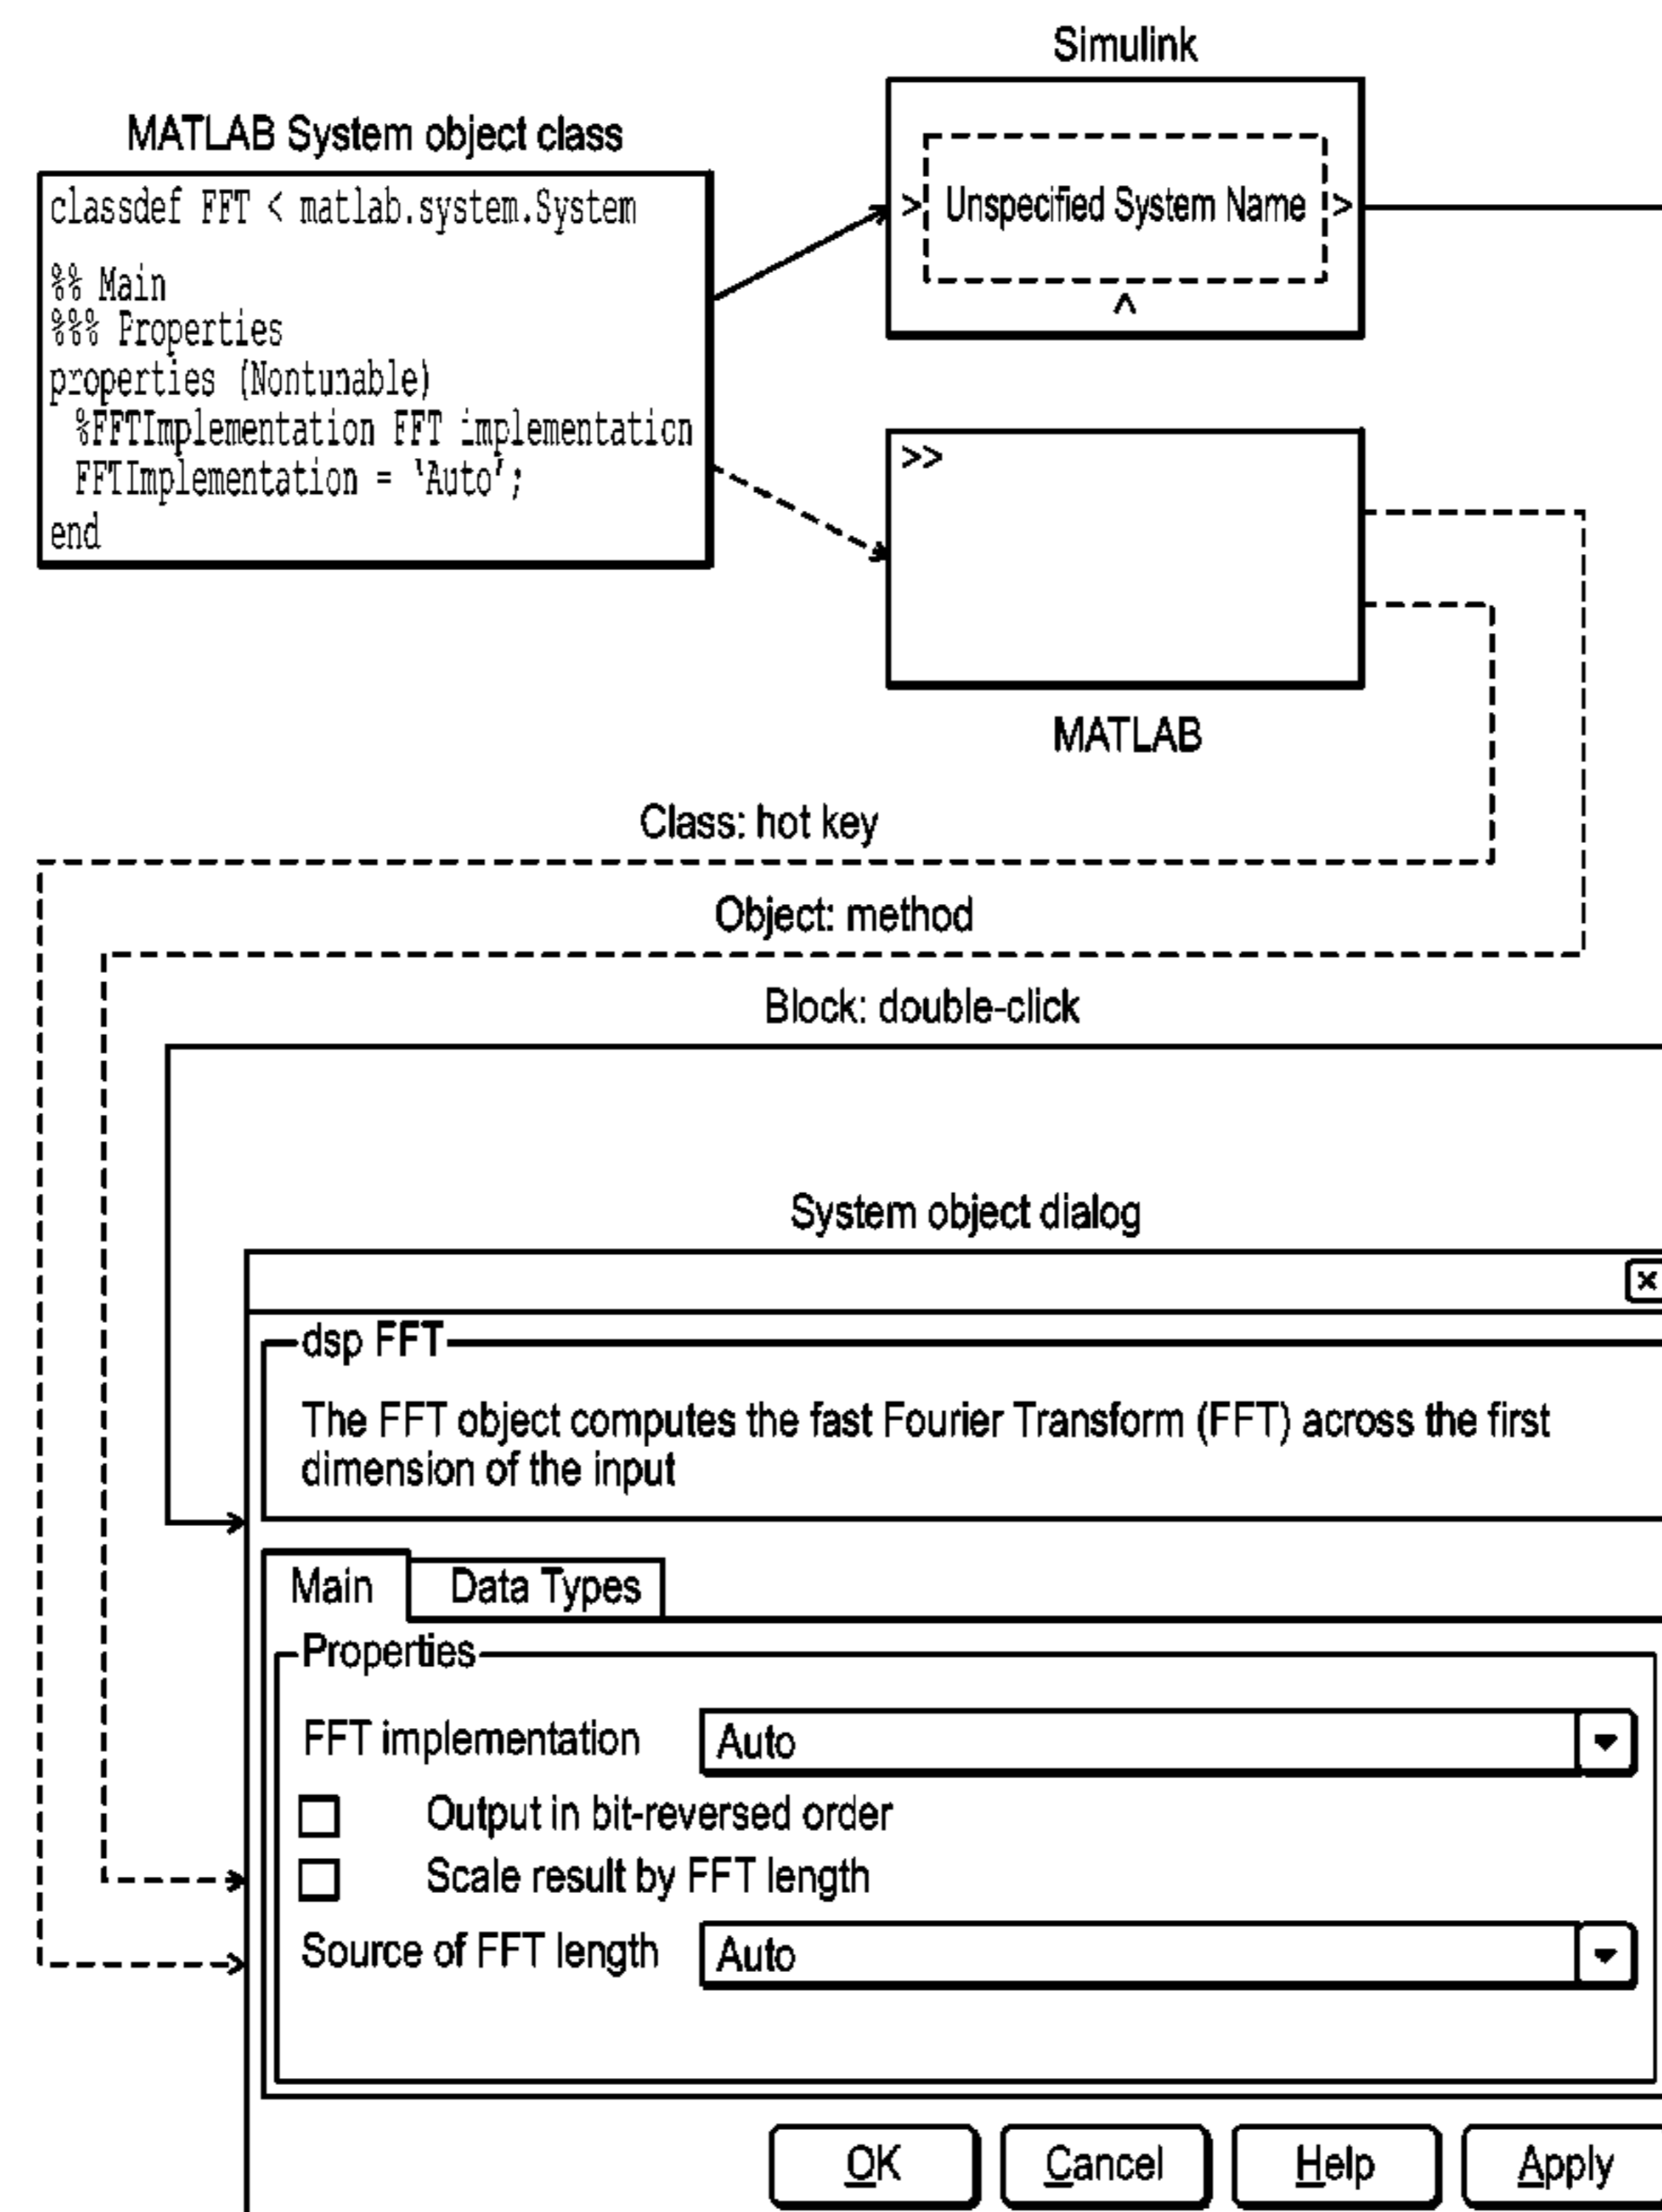 Simulink
MATLAB System object class
classdef FFT < matlab.system.System
%% Main
%%% Properties
properties (Nontunable)
%FFTImplementation FFT implementation
FFTImplementation = 'Auto';
end
> Unspecified System Name >
^
>>
MATLAB
Class: hot key
Object: method
Block: double-click
System object dialog
x
dsp FFT
The FFT object computes the fast Fourier Transform (FFT) across the first
dimension of the input
Main Data Types
Properties
FFT implementation Auto
Output in bit-reversed order
Scale result by FFT length
Source of FFT length Auto
OK Cancel Help Apply